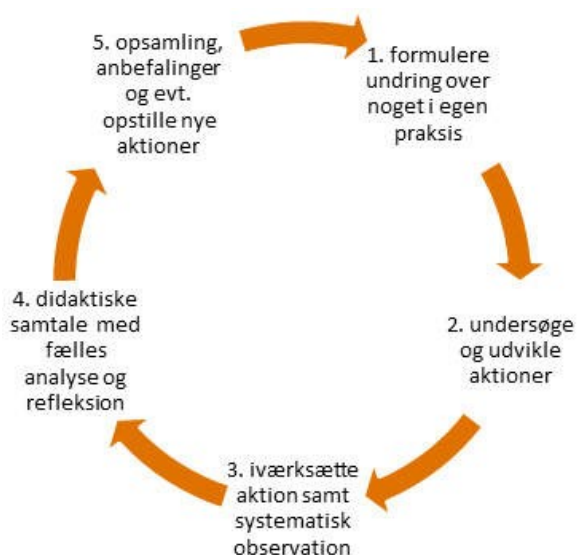 1. formulere
undring over
noget i egen
praksis
2. undersøge
og udvikle
aktioner
3. iværksætte
aktion samt
systematisk
observation
4. didaktiske
samtale med
fælles
analyse og
refleksion
5. opsamling,
anbefalinger
og evt.
opstille nye
aktioner